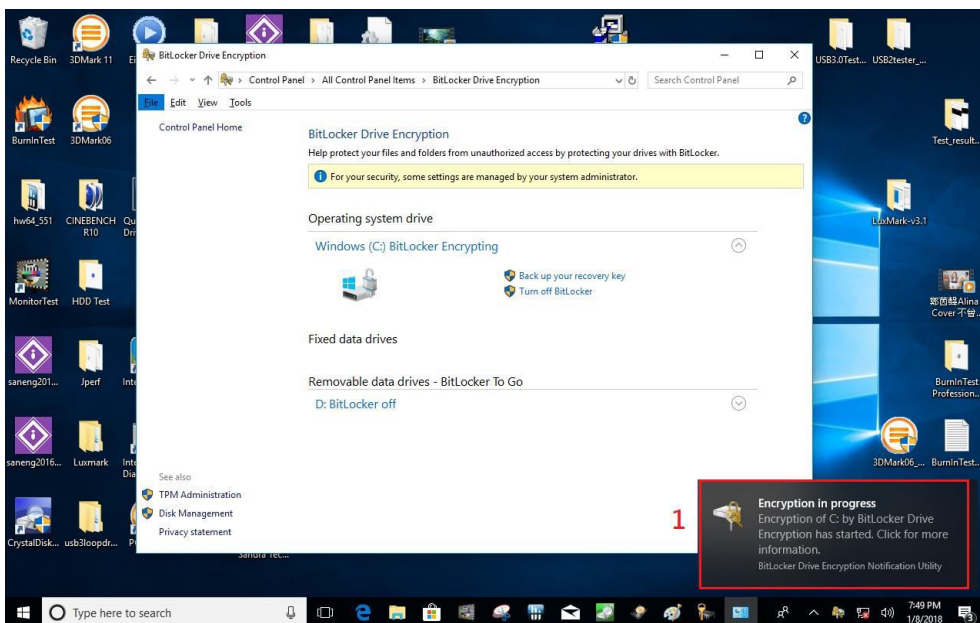 Recycle Bin
3DMark 11
USB3.0Test...
USB2tester_...
BitLocker Drive Encryption
Control Panel > All Control Panel Items > BitLocker Drive Encryption
Search Control Panel
File Edit View Tools
Control Panel Home
BitLocker Drive Encryption
Help protect your files and folders from unauthorized access by protecting your drives with BitLocker.
For your security, some settings are managed by your system administrator.
Operating system drive
Windows (C:) BitLocker Encrypting
Back up your recovery key
Turn off BitLocker
Fixed data drives
Removable data drives - BitLocker To Go
D: BitLocker off
See also
TPM Administration
Disk Management
Privacy statement
BurnInTest
3DMark06
Test_result...
hw64_551
CINEBENCH
R10
LuxMark-v3.1
MonitorTest
HDD Test
Cover
saneng201...
Jperf
BurnInTest
Profession...
saneng2016...
Luxmark
3DMark06_...
BurnInTest...
CrystalDisk...
usb3loopdr...
Sandra Tec...
1
Encryption in progress
Encryption of C: by BitLocker Drive
Encryption has started. Click for more
information.
BitLocker Drive Encryption Notification Utility
Type here to search
7:49 PM
1/8/2018